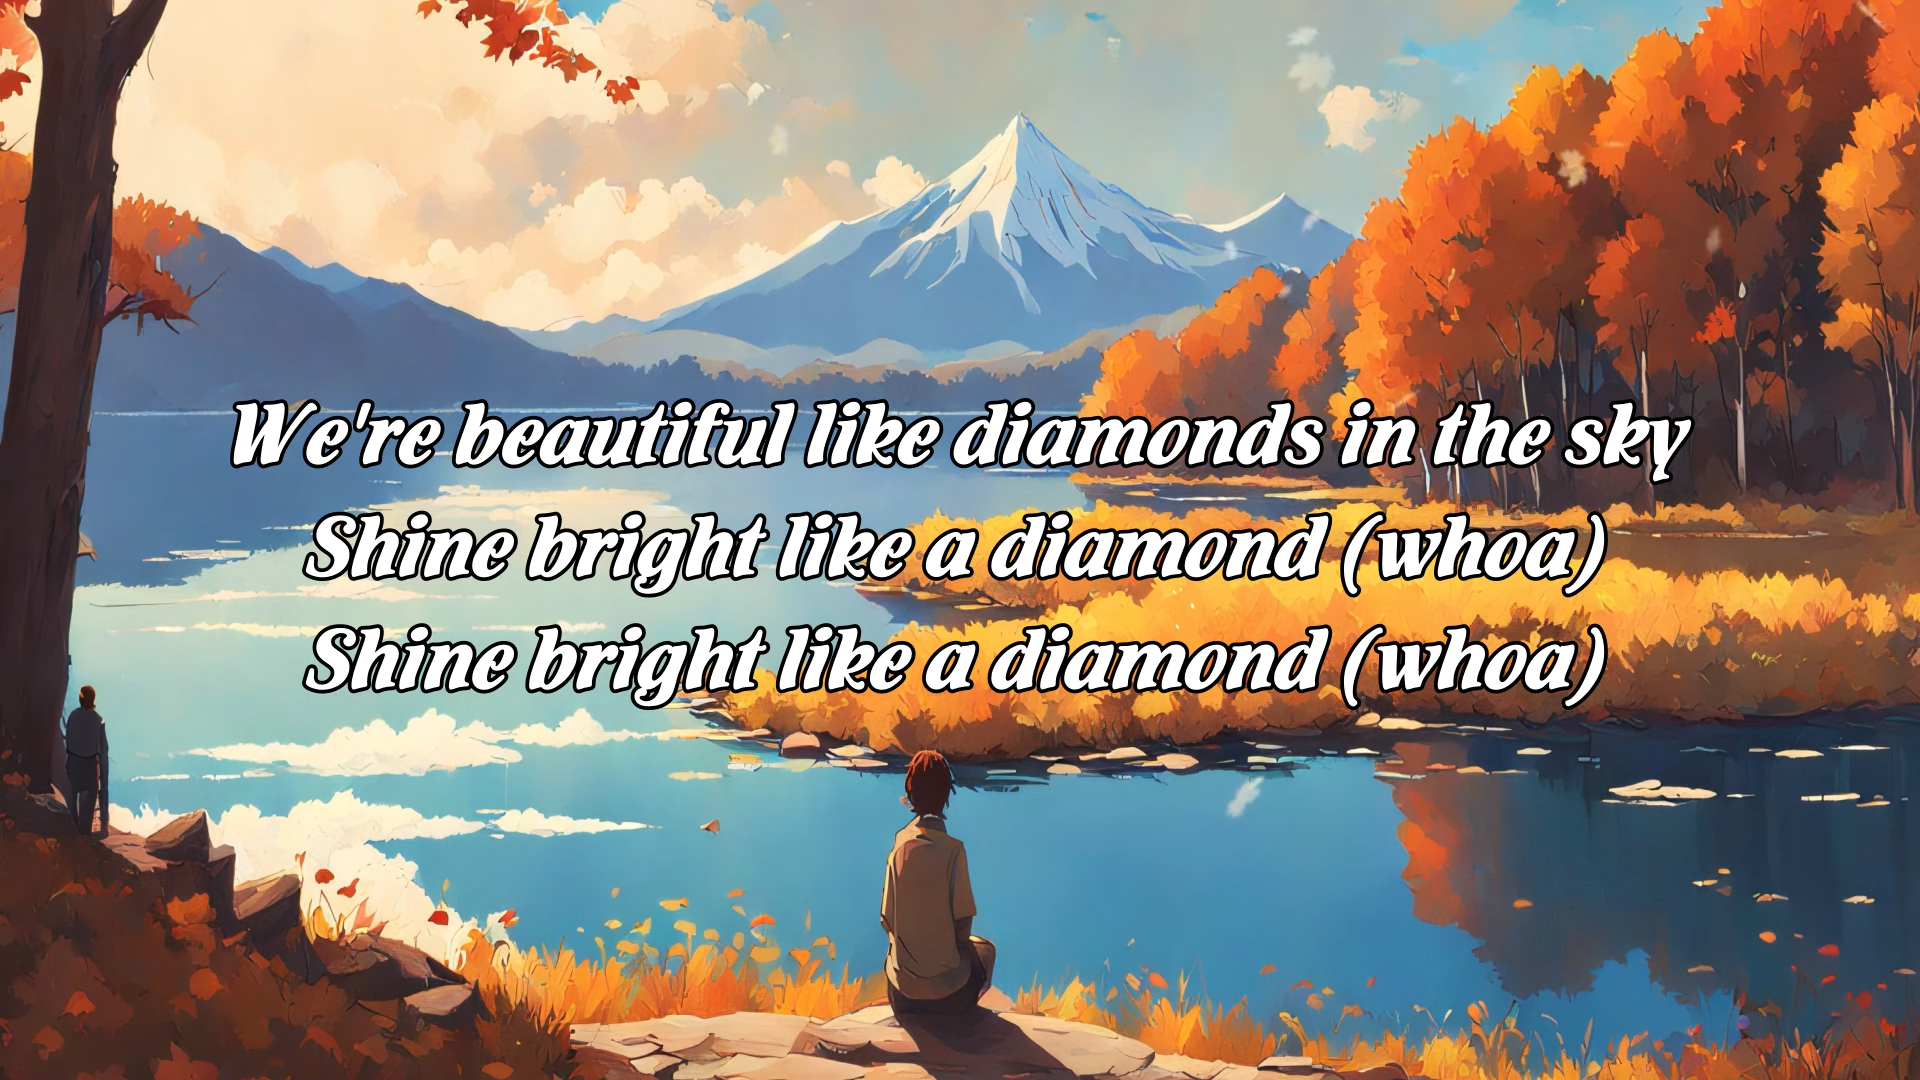 We're beautiful like diamonds in the sky
Shine bright like a diamond (whoa)
Shine bright like a diamond (whoa)